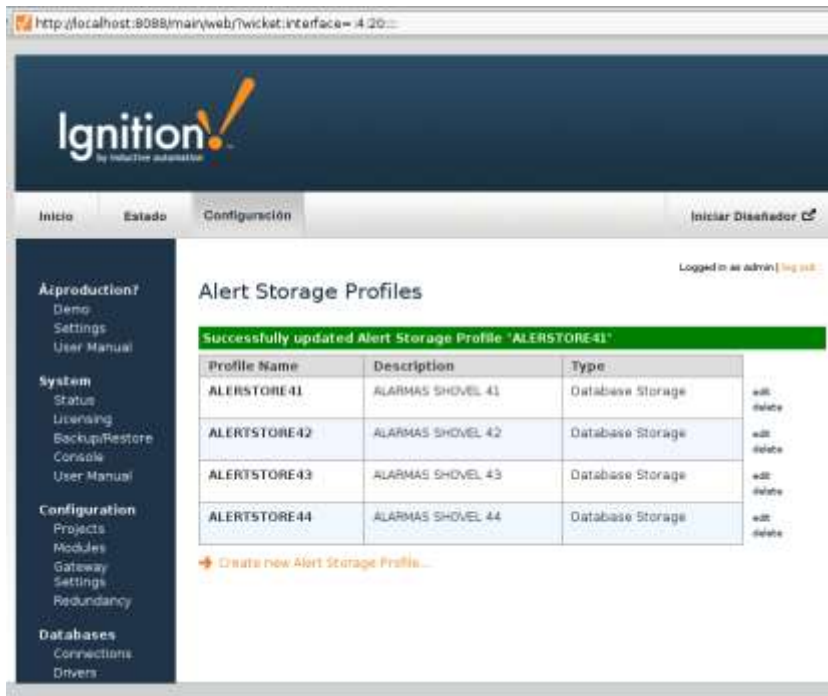 http://localhost:8088/main/web/?wicket:interface=:4:20:::
Ignition!
by inductive automation
Inicio Estado Configuración Iniciar Diseñador
Logged in as admin | log out
Â¿production?
Demo
Settings
User Manual
System
Status
Licensing
Backup/Restore
Console
User Manual
Configuration
Projects
Modules
Gateway
Settings
Redundancy
Databases
Connections
Drivers
Alert Storage Profiles
Successfully updated Alert Storage Profile "ALERSTORE41"
Profile Name Description Type
ALERSTORE41 ALARMAS SHOVEL 41 Database Storage edit
delete
ALERTSTORE42 ALARMAS SHOVEL 42 Database Storage edit
delete
ALERTSTORE43 ALARMAS SHOVEL 43 Database Storage edit
delete
ALERTSTORE44 ALARMAS SHOVEL 44 Database Storage edit
delete
Create new Alert Storage Profile...